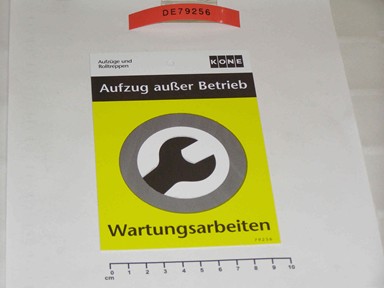 DE79256
Aufzüge und
Rolltreppen
KONE
Aufzug außer Betrieb
Wartungsarbeiten
0 1 2 3 4 5 6 7 8 9 10
cm